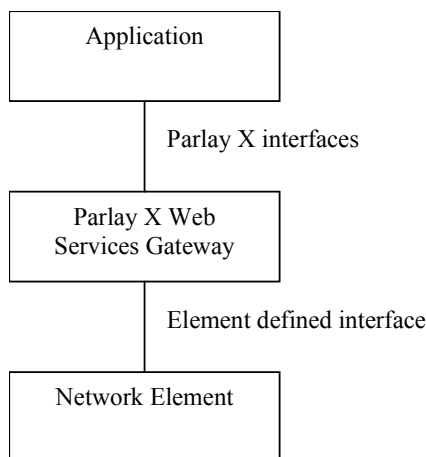 Application
Parlay X interfaces
Parlay X Web
Services Gateway
Element defined interface
Network Element